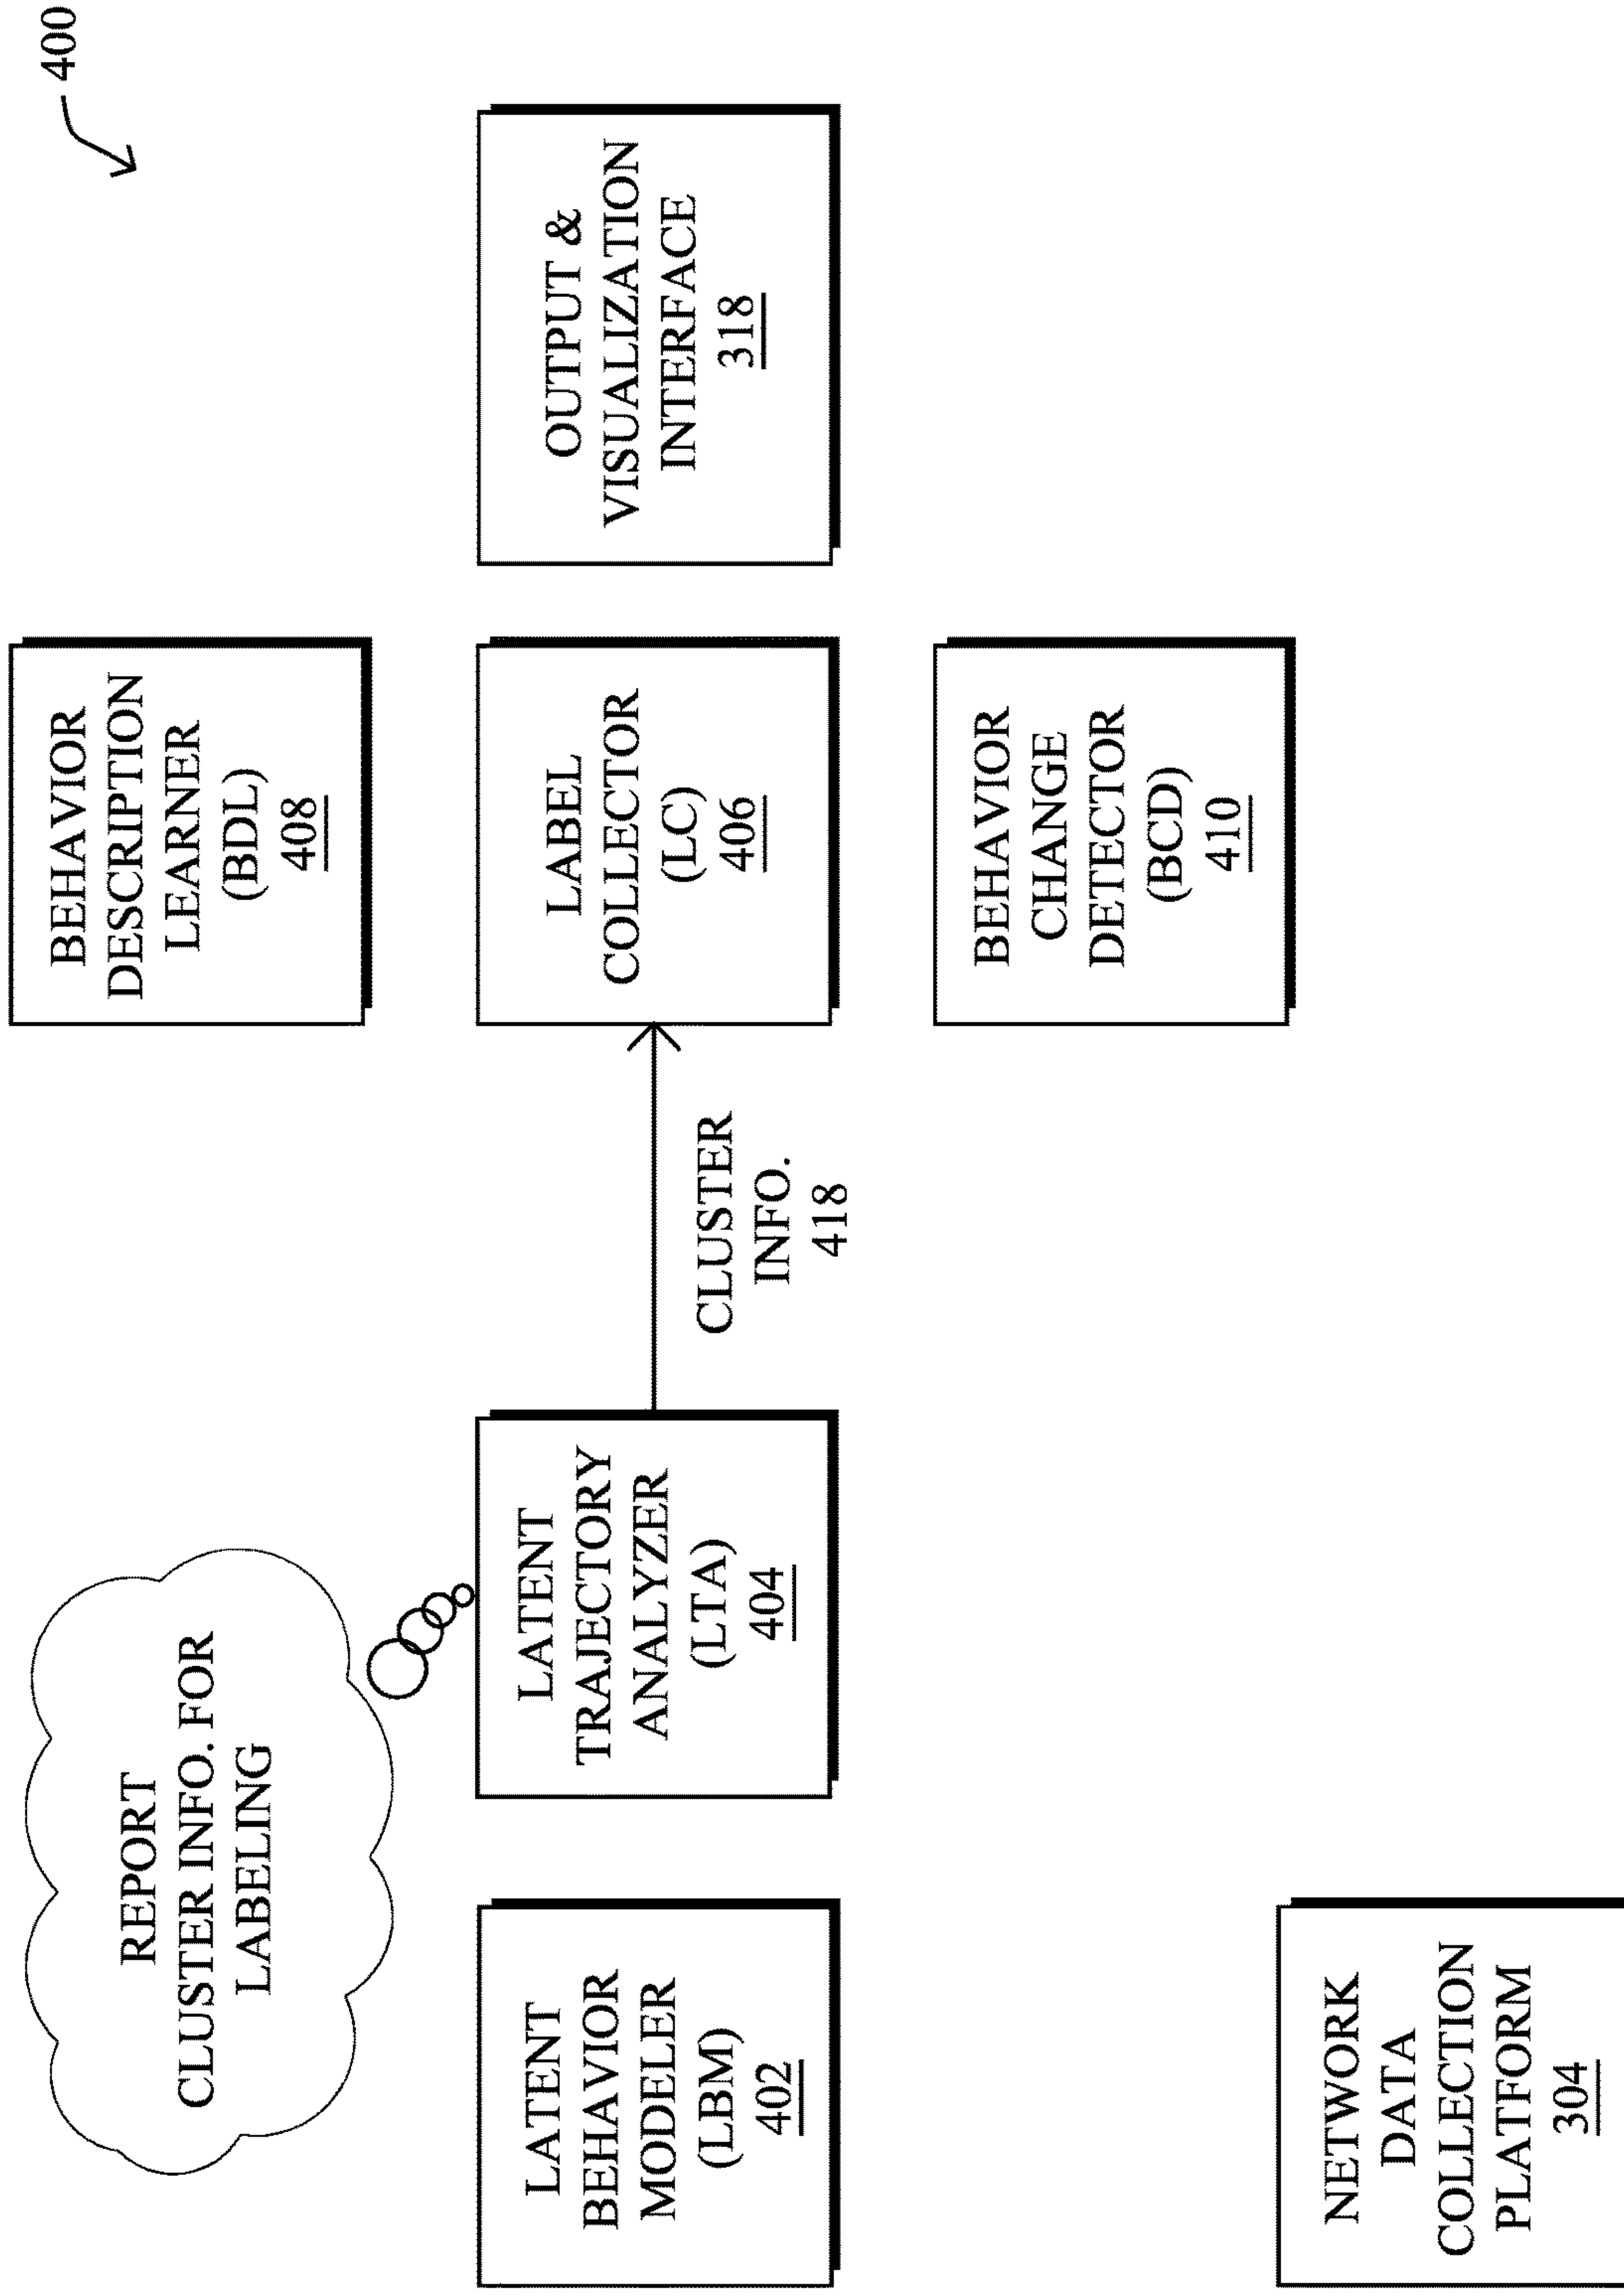 400
REPORT
CLUSTER INFO. FOR
LABELING
BEHAVIOR
DESCRIPTION
LEARNER
(BDL)
408
LATENT
BEHAVIOR
MODELER
(LBM)
402
LATENT
TRAJECTORY
ANALYZER
(LTA)
404
CLUSTER
INFO.
418
LABEL
COLLECTOR
(LC)
406
OUTPUT &
VISUALIZATION
INTERFACE
318
BEHAVIOR
CHANGE
DETECTOR
(BCD)
410
NETWORK
DATA
COLLECTION
PLATFORM
304